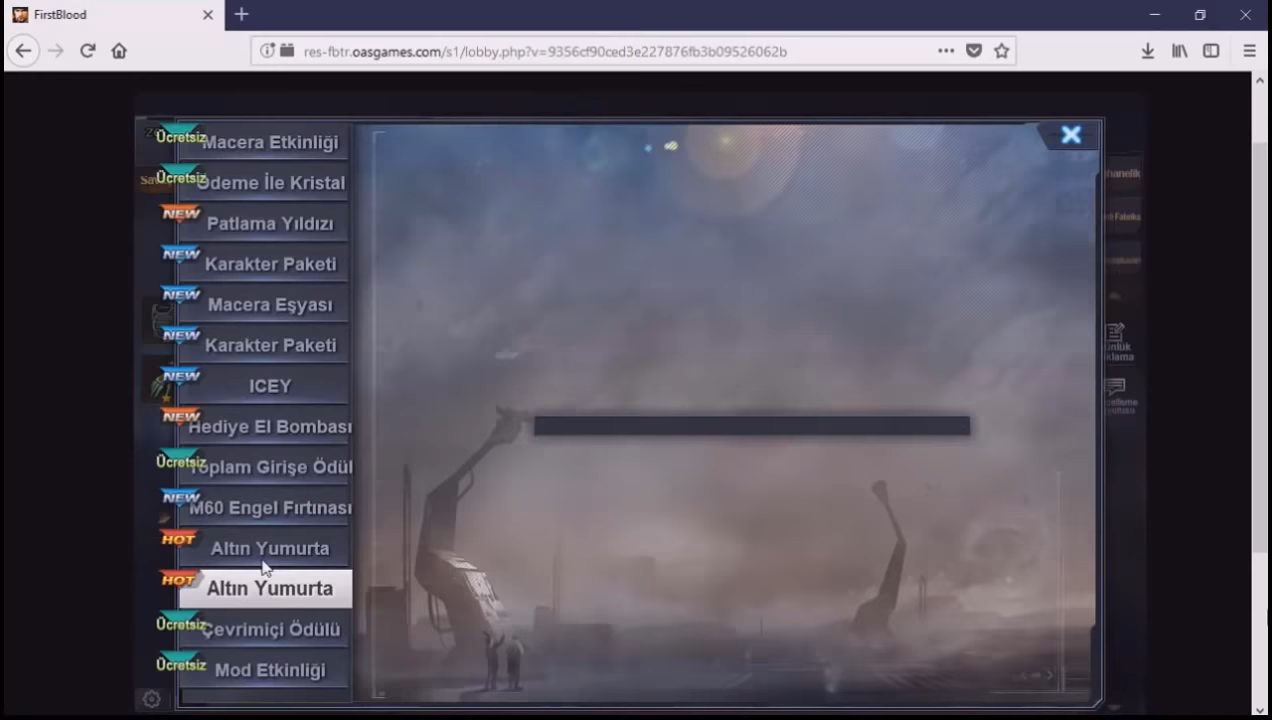 FirstBlood
res-fbtr.oasgames.com/s1/lobby.php?v=9356cf90ced3e227876fb3b09526062b
Ücretsiz Macera Etkinliği
Ücretsiz Ödeme İle Kristal
NEW Patlama Yıldızı
NEW Karakter Paketi
NEW Macera Eşyası
NEW Karakter Paketi
NEW ICEY
NEW Hediye El Bombası
Ücretsiz Toplam Girişe Ödül
NEW M60 Engel Fırtınası
HOT Altın Yumurta
HOT Altın Yumurta
Ücretsiz Çevrimiçi Ödülü
Ücretsiz Mod Etkinliği